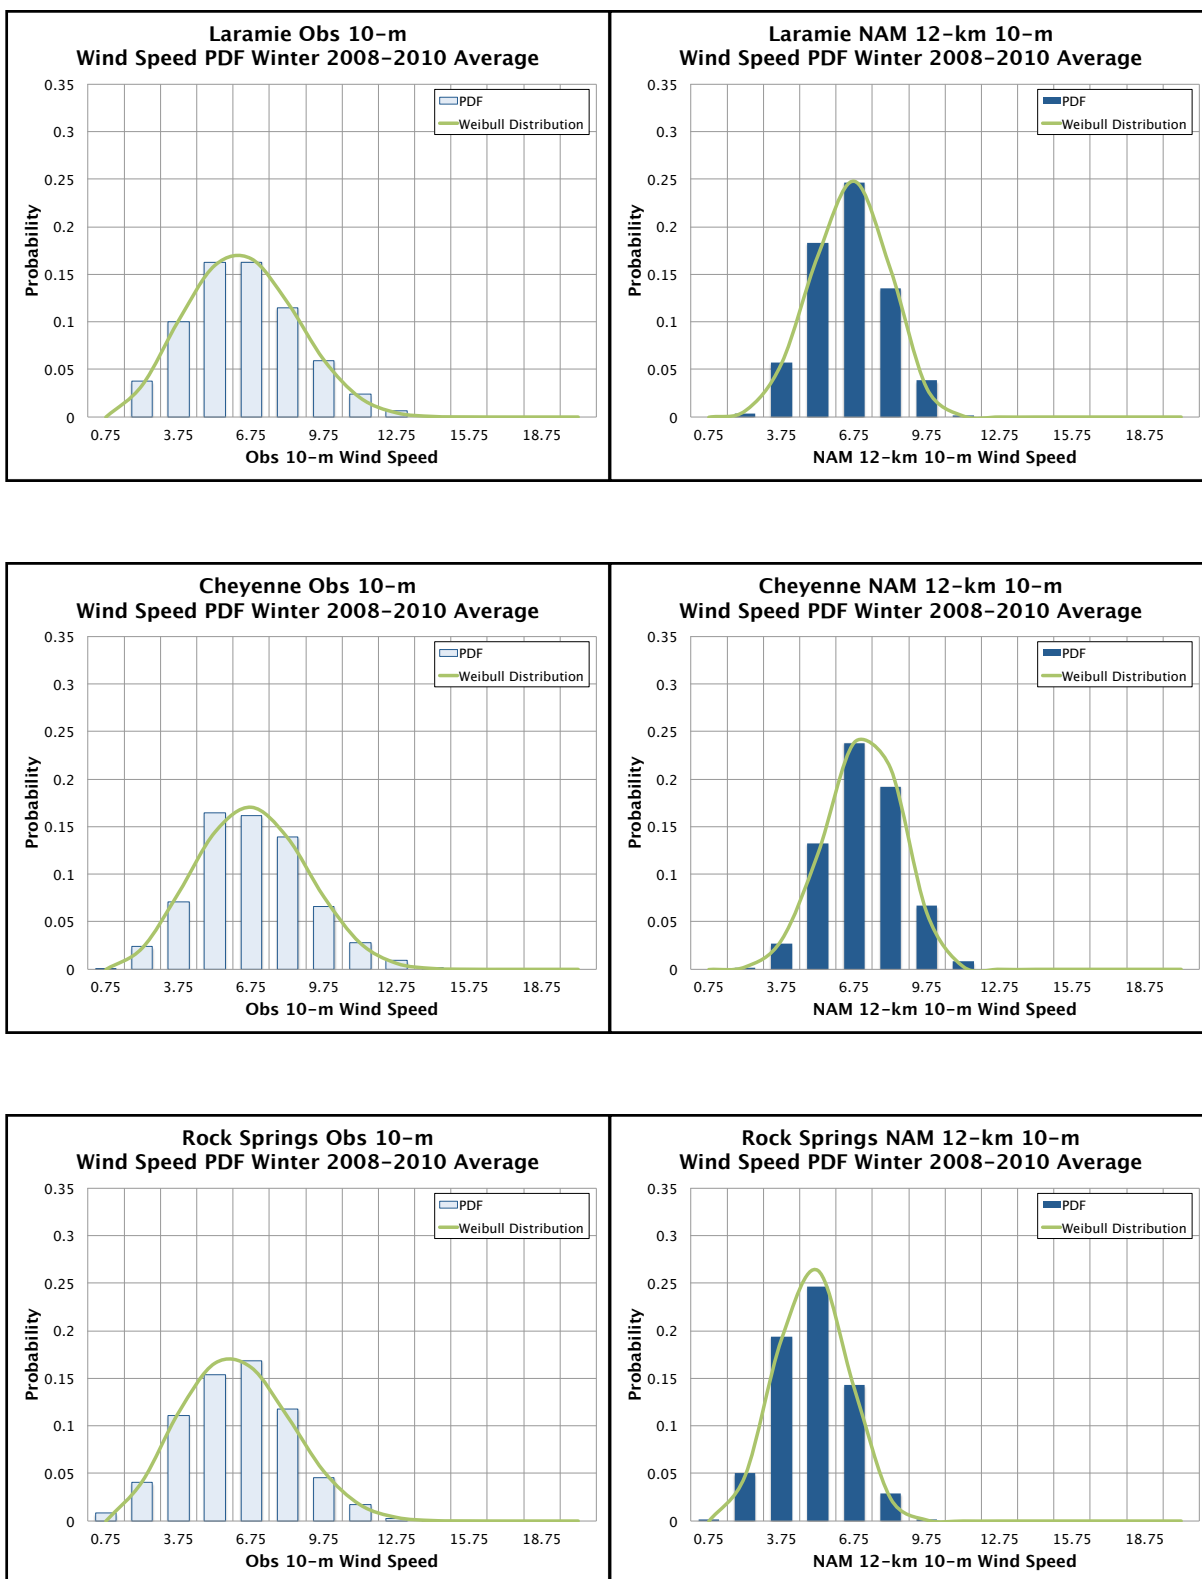 Laramie Obs 10-m
Wind Speed PDF Winter 2008-2010 Average
0.35
0.3
0.25
0.2
0.15
0.1
0.05
0
Probability
PDF
Weibull Distribution
0.75 3.75 6.75 9.75 12.75 15.75 18.75
Obs 10-m Wind Speed
Laramie NAM 12-km 10-m
Wind Speed PDF Winter 2008-2010 Average
0.35
0.3
0.25
0.2
0.15
0.1
0.05
0
Probability
PDF
Weibull Distribution
0.75 3.75 6.75 9.75 12.75 15.75 18.75
NAM 12-km 10-m Wind Speed
Cheyenne Obs 10-m
Wind Speed PDF Winter 2008-2010 Average
0.35
0.3
0.25
0.2
0.15
0.1
0.05
0
Probability
PDF
Weibull Distribution
0.75 3.75 6.75 9.75 12.75 15.75 18.75
Obs 10-m Wind Speed
Cheyenne NAM 12-km 10-m
Wind Speed PDF Winter 2008-2010 Average
0.35
0.3
0.25
0.2
0.15
0.1
0.05
0
Probability
PDF
Weibull Distribution
0.75 3.75 6.75 9.75 12.75 15.75 18.75
NAM 12-km 10-m Wind Speed
Rock Springs Obs 10-m
Wind Speed PDF Winter 2008-2010 Average
0.35
0.3
0.25
0.2
0.15
0.1
0.05
0
Probability
PDF
Weibull Distribution
0.75 3.75 6.75 9.75 12.75 15.75 18.75
Obs 10-m Wind Speed
Rock Springs NAM 12-km 10-m
Wind Speed PDF Winter 2008-2010 Average
0.35
0.3
0.25
0.2
0.15
0.1
0.05
0
Probability
PDF
Weibull Distribution
0.75 3.75 6.75 9.75 12.75 15.75 18.75
NAM 12-km 10-m Wind Speed